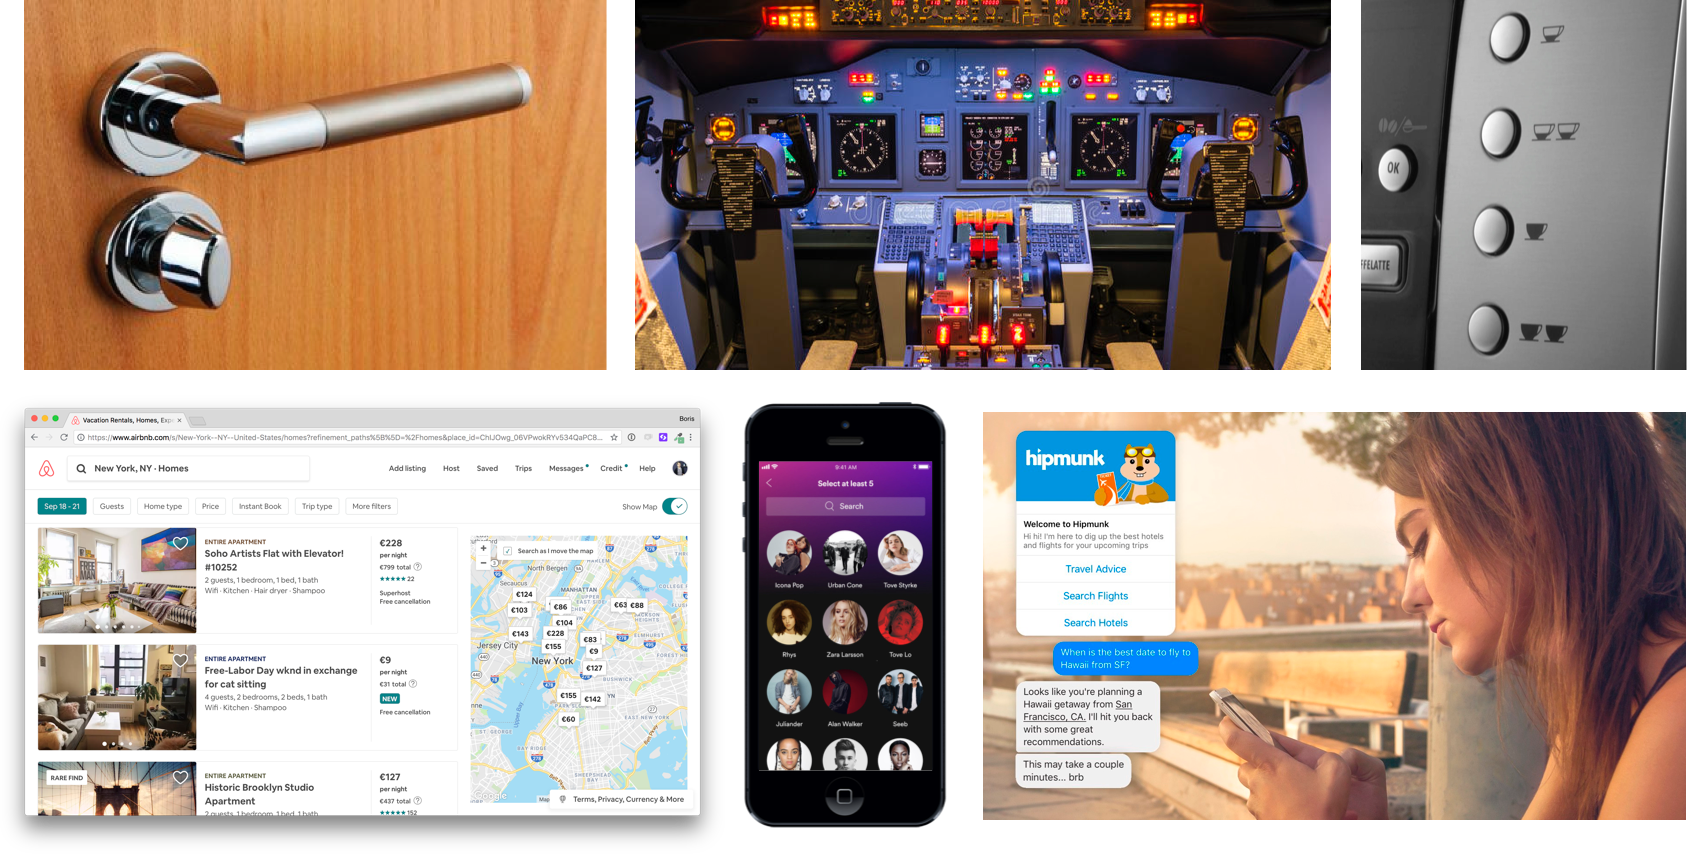 OK
FFELATTE
Vacation Rentals, Homes, Exp
Boris
https://www.airbnb.com/s/New-York--NY--United-States/homes?refinement_paths%5B%5D=%2Fhomes&place_id=ChIJOwg_06VPwokRYv534QaPC8...
New York, NY · Homes
Add listing
Host
Saved
Trips
Messages
Credit
Help
Sep 18 - 21
Guests
Home type
Price
Instant Book
Trip type
More filters
Show Map
ENTIRE APARTMENT
Soho Artists Flat with Elevator!
#10252
2 guests, 1 bedroom, 1 bed, 1 bath
Wifi · Kitchen · Hair dryer · Shampoo
€228
per night
€799 total
22
Superhost
Free cancellation
ENTIRE APARTMENT
Free-Labor Day wknd in exchange
for cat sitting
4 guests, 2 bedrooms, 2 beds, 1 bath
Wifi · Kitchen · Shampoo
€9
per night
€31 total
NEW
Free cancellation
RARE FIND
ENTIRE APARTMENT
Historic Brooklyn Studio
Apartment
2 guests, 1 bedroom, 1 bed, 1 bath
€127
per night
€437 total
152
Search as I move the map
North Bergen
Secaucus
MANHATTAN
€124
€103
€86
€63
€88
€104
€143
€228
€83
€155
€9
Jersey City
New York
€127
ELMHURST
FOREST H
€155
€142
€60
EAST NEW YORK
Upper Bay
BAY RIDGE
SHEEPSHEAD
BAY
Google
Map
Terms, Privacy, Currency & More
9:41 AM
Select at least 5
Search
Icona Pop
Urban Cone
Tove Styrke
Rhys
Zara Larsson
Tove Lo
Juliander
Alan Walker
Seeb
hipmunk
Welcome to Hipmunk
Hi hi! I'm here to dig up the best hotels
and flights for your upcoming trips
Travel Advice
Search Flights
Search Hotels
When is the best date to fly to
Hawaii from SF?
Looks like you're planning a
Hawaii getaway from San
Francisco, CA. I'll hit you back
with some great
recommendations.
This may take a couple
minutes... brb